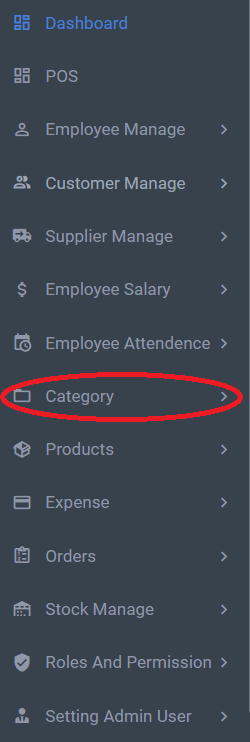 Dashboard
POS
Employee Manage
Customer Manage
Supplier Manage
Employee Salary
Employee Attendence
Category
Products
Expense
Orders
Stock Manage
Roles And Permission
Setting Admin User